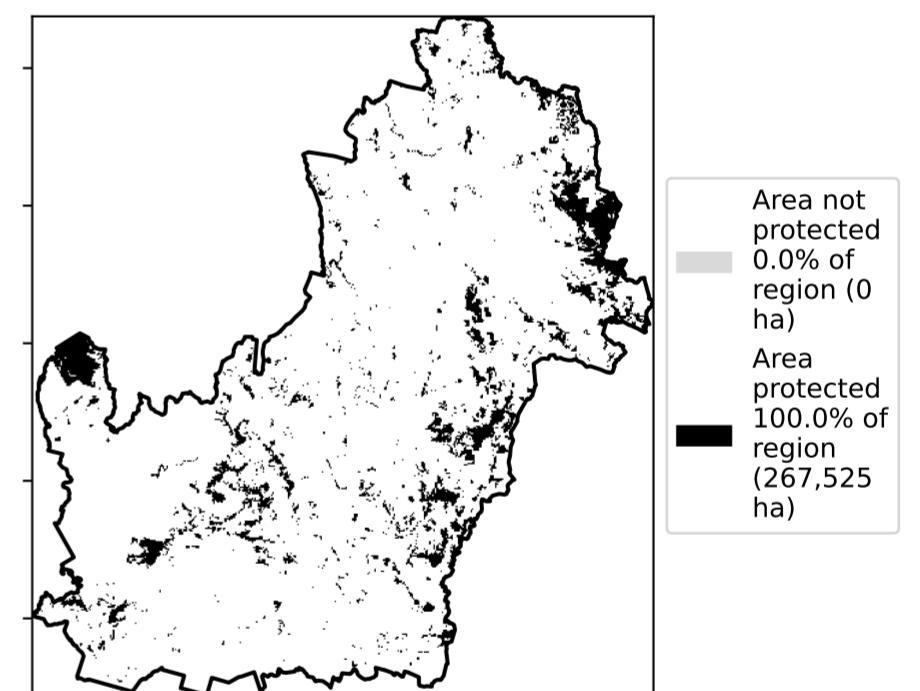 Area not
protected
0.0% of
region (0
ha)
Area
protected
100.0% of
region
(267,525
ha)